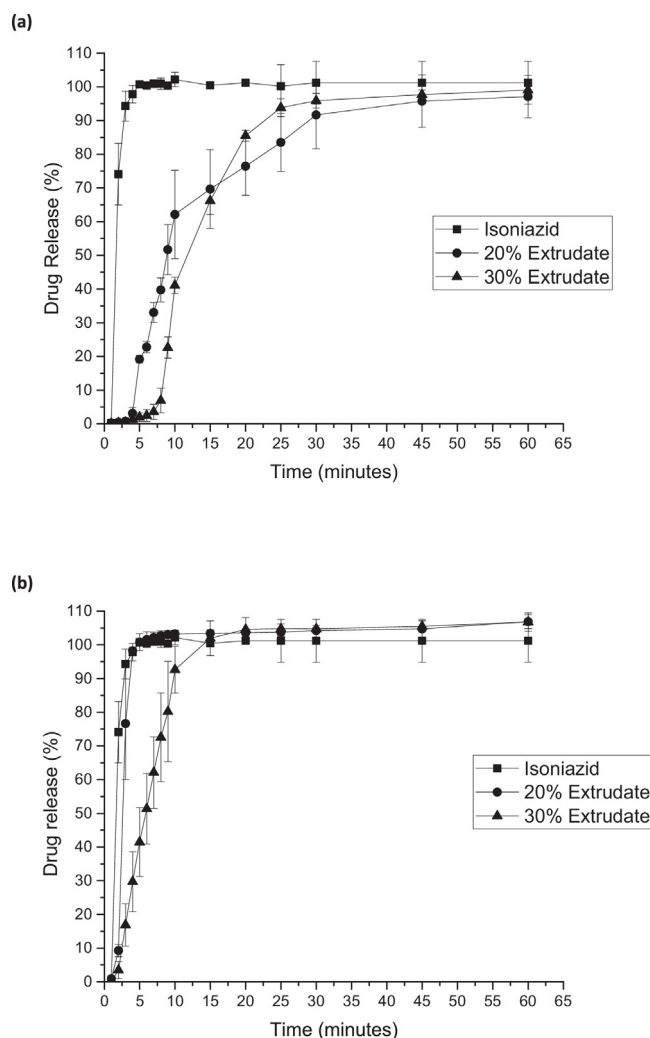 (a)
110
100
90
80
70
60
50
40
30
20
10
0
Drug Release (%)
Isoniazid
20% Extrudate
30% Extrudate
0 5 10 15 20 25 30 35 40 45 50 55 60 65
Time (minutes)
(b)
110
100
90
80
70
60
50
40
30
20
10
0
Drug release (%)
Isoniazid
20% Extrudate
30% Extrudate
0 5 10 15 20 25 30 35 40 45 50 55 60 65
Time (minutes)